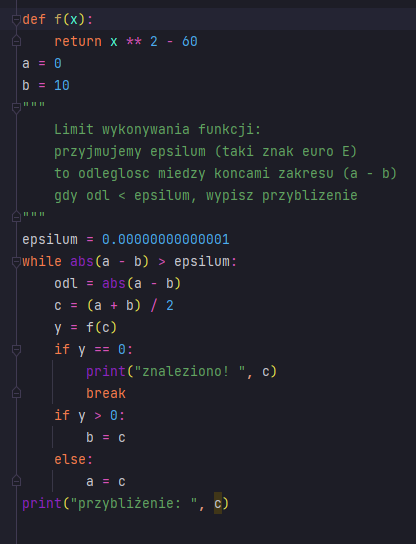 def f(x):
    return x ** 2 - 60
a = 0
b = 10
"""
    Limit wykonywania funkcji:
    przyjmujemy epsilum (taki znak euro E)
    to odleglosc miedzy koncami zakresu (a - b)
    gdy odl < epsilum, wypisz przyblizenie
"""
epsilum = 0.00000000000001
while abs(a - b) > epsilum:
    odl = abs(a - b)
    c = (a + b) / 2
    y = f(c)
    if y == 0:
        print("znaleziono! ", c)
        break
    if y > 0:
        b = c
    else:
        a = c
print("przybliżenie: ", c)